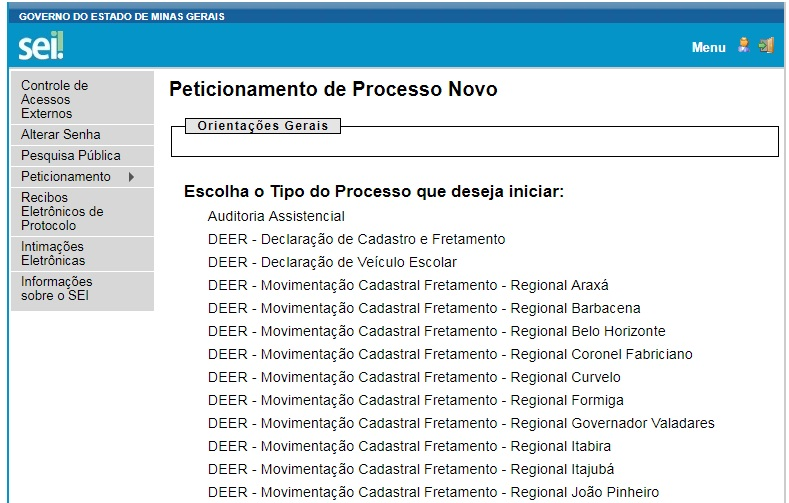 GOVERNO DO ESTADO DE MINAS GERAIS
sei!
Menu
Controle de
Acessos
Externos
Alterar Senha
Pesquisa Pública
Peticionamento
Recibos
Eletrônicos de
Protocolo
Intimações
Eletrônicas
Informações
sobre o SEI
Peticionamento de Processo Novo
Orientações Gerais
Escolha o Tipo do Processo que deseja iniciar:
Auditoria Assistencial
DEER - Declaração de Cadastro e Fretamento
DEER - Declaração de Veículo Escolar
DEER - Movimentação Cadastral Fretamento - Regional Araxá
DEER - Movimentação Cadastral Fretamento - Regional Barbacena
DEER - Movimentação Cadastral Fretamento - Regional Belo Horizonte
DEER - Movimentação Cadastral Fretamento - Regional Coronel Fabriciano
DEER - Movimentação Cadastral Fretamento - Regional Curvelo
DEER - Movimentação Cadastral Fretamento - Regional Formiga
DEER - Movimentação Cadastral Fretamento - Regional Governador Valadares
DEER - Movimentação Cadastral Fretamento - Regional Itabira
DEER - Movimentação Cadastral Fretamento - Regional Itajubá
DEER - Movimentação Cadastral Fretamento - Regional João Pinheiro